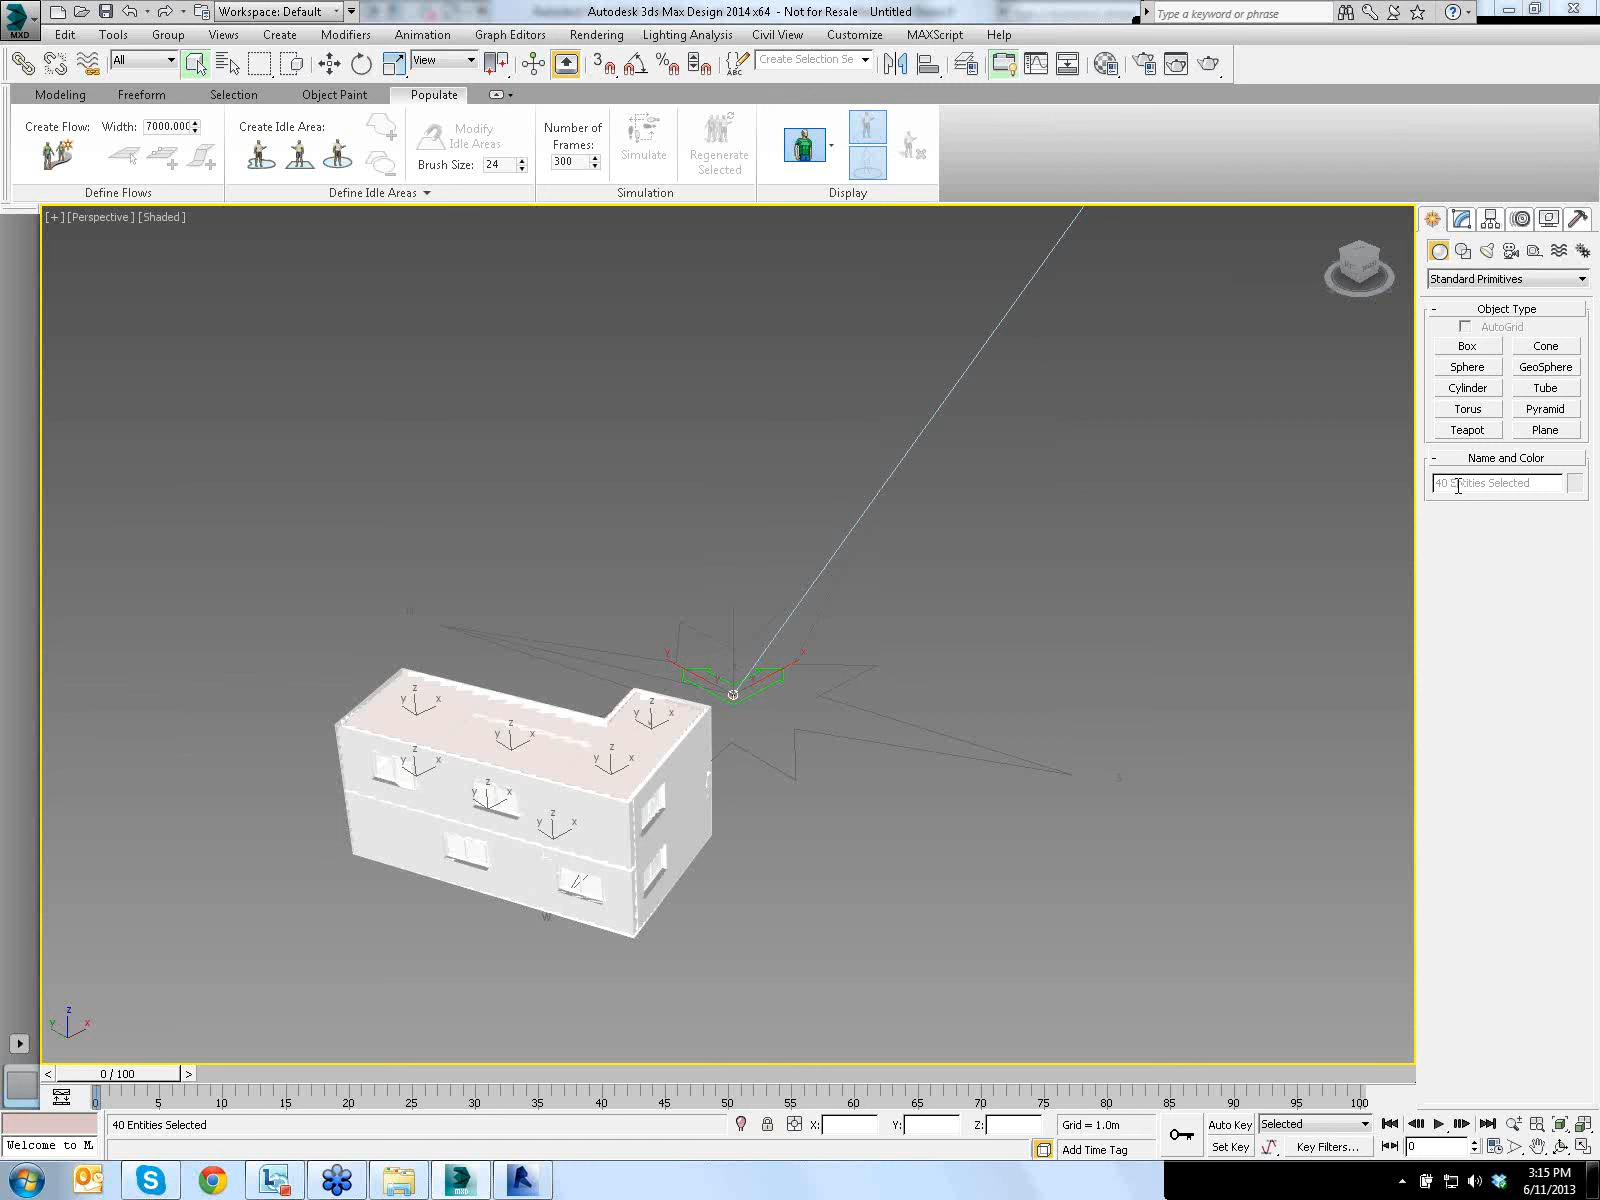 Workspace: Default
Autodesk 3ds Max Design 2014 x64 - Not for Resale - Untitled
Type a keyword or phrase
MXD
Edit Tools Group Views Create Modifiers Animation Graph Editors Rendering Lighting Analysis Civil View Customize MAXScript Help
All View 3 ABC Create Selection Se
Modeling Freeform Selection Object Paint Populate
Create Flow: Width: 7000.000
Create Idle Area:
Modify
Idle Areas
Brush Size: 24
Number of
Frames:
300
Simulate
Regenerate
Selected
Define Flows Define Idle Areas Simulation Display
[+] [Perspective] [Shaded]
Standard Primitives
- Object Type
AutoGrid
Box Cone
Sphere GeoSphere
Cylinder Tube
Torus Pyramid
Teapot Plane
- Name and Color
40 Entities Selected
y x
z y x
z y x
z y x
z y x
z y x
z y x
z y x
S
W
z y x
< 0 / 100 >
0 5 10 15 20 25 30 35 40 45 50 55 60 65 70 75 80 85 90 95 100
40 Entities Selected X: Y: Z: Grid = 1.0m Auto Key Selected
Welcome to M Add Time Tag Set Key Key Filters... 0
3:15 PM
6/11/2013